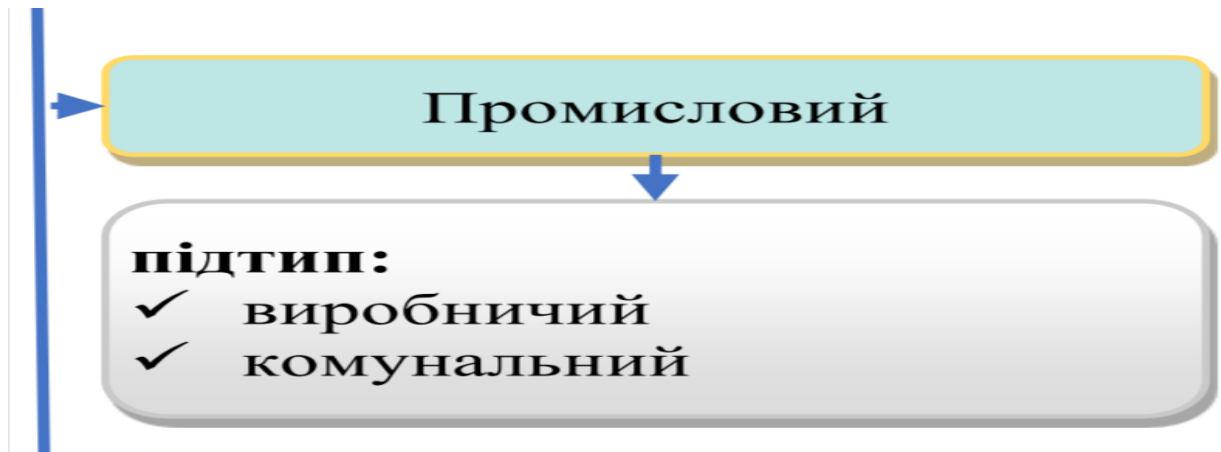 Промисловий
підтип:
✓ виробничий
✓ комунальний